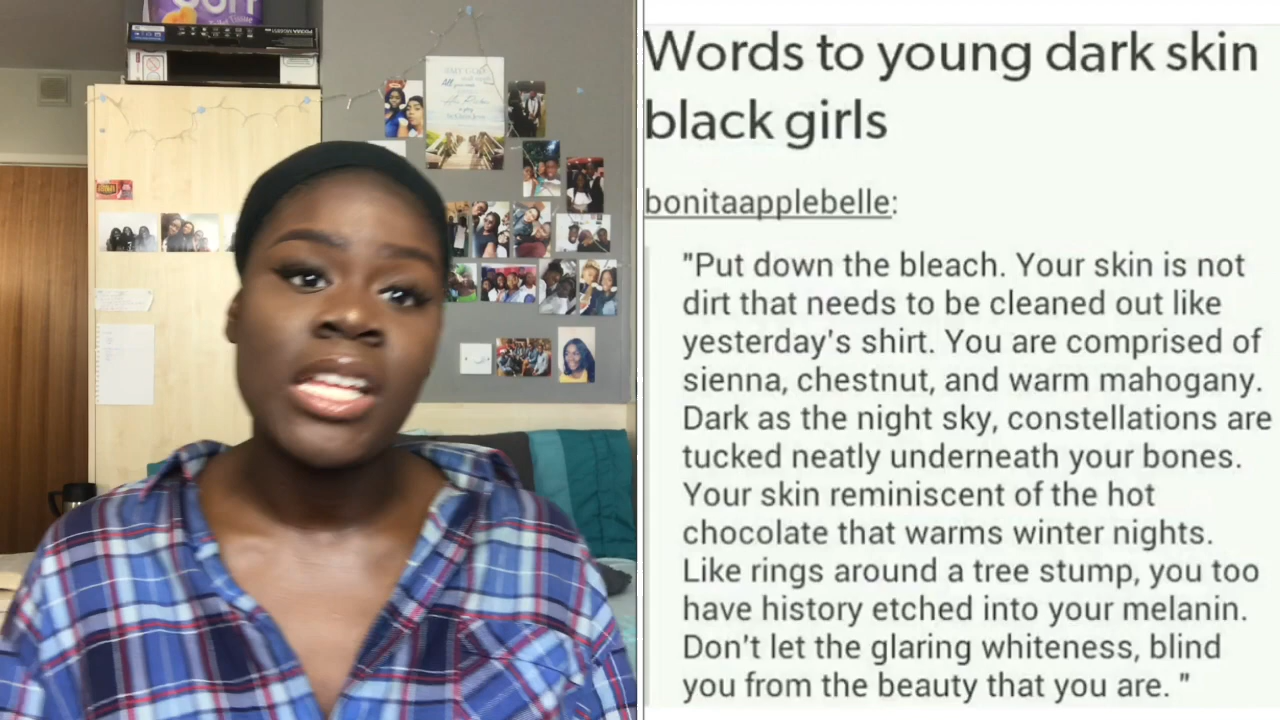 Words to young dark skin
black girls
bonitaapplebelle:
"Put down the bleach. Your skin is not
dirt that needs to be cleaned out like
yesterday's shirt. You are comprised of
sienna, chestnut, and warm mahogany.
Dark as the night sky, constellations are
tucked neatly underneath your bones.
Your skin reminiscent of the hot
chocolate that warms winter nights.
Like rings around a tree stump, you too
have history etched into your melanin.
Don't let the glaring whiteness, blind
you from the beauty that you are. "